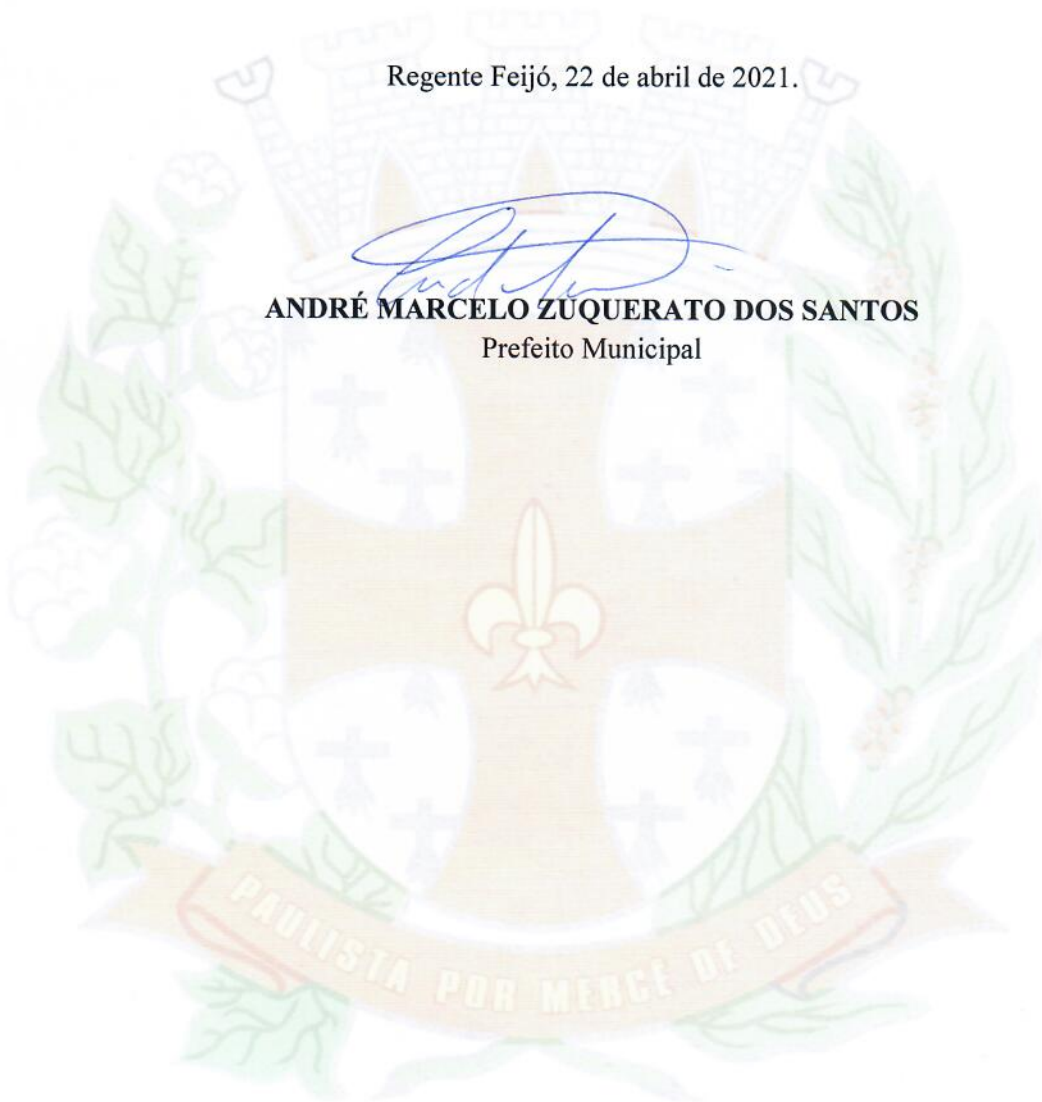 Regente Feijó, 22 de abril de 2021.
ANDRÉ MARCELO ZUQUERATO DOS SANTOS
Prefeito Municipal
PAULISTA POR MERCÊ DE DEUS